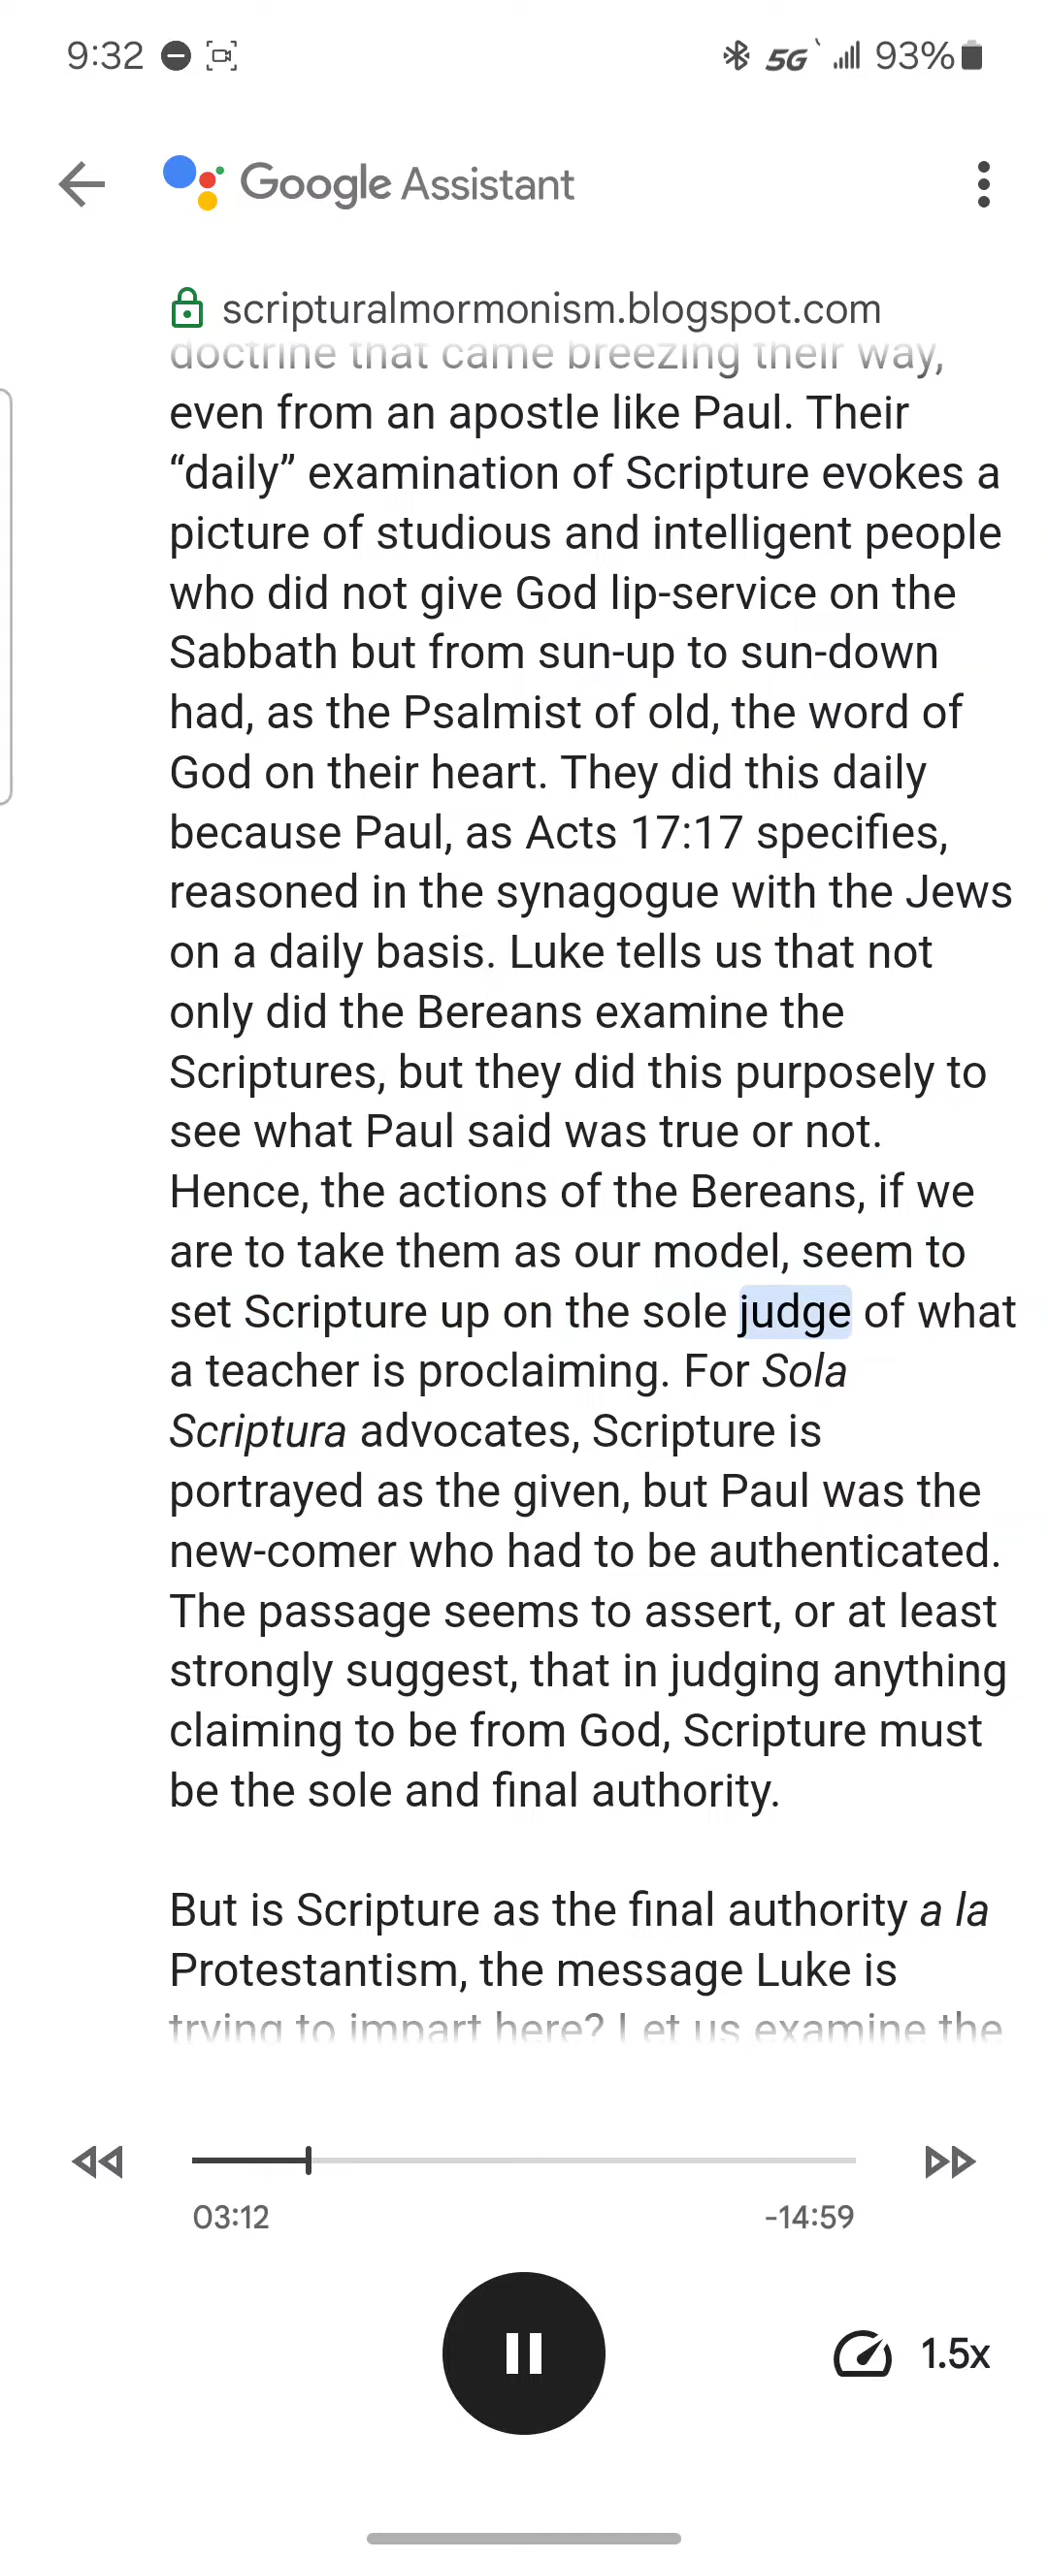 9:32
5G
93%
Google Assistant
scripturalmormonism.blogspot.com
doctrine that came breezing their way,
even from an apostle like Paul. Their
“daily” examination of Scripture evokes a
picture of studious and intelligent people
who did not give God lip-service on the
Sabbath but from sun-up to sun-down
had, as the Psalmist of old, the word of
God on their heart. They did this daily
because Paul, as Acts 17:17 specifies,
reasoned in the synagogue with the Jews
on a daily basis. Luke tells us that not
only did the Bereans examine the
Scriptures, but they did this purposely to
see what Paul said was true or not.
Hence, the actions of the Bereans, if we
are to take them as our model, seem to
set Scripture up on the sole judge of what
a teacher is proclaiming. For Sola
Scriptura advocates, Scripture is
portrayed as the given, but Paul was the
new-comer who had to be authenticated.
The passage seems to assert, or at least
strongly suggest, that in judging anything
claiming to be from God, Scripture must
be the sole and final authority.
But is Scripture as the final authority a la
Protestantism, the message Luke is
trying to impart here? Let us examine the
03:12
-14:59
1.5x